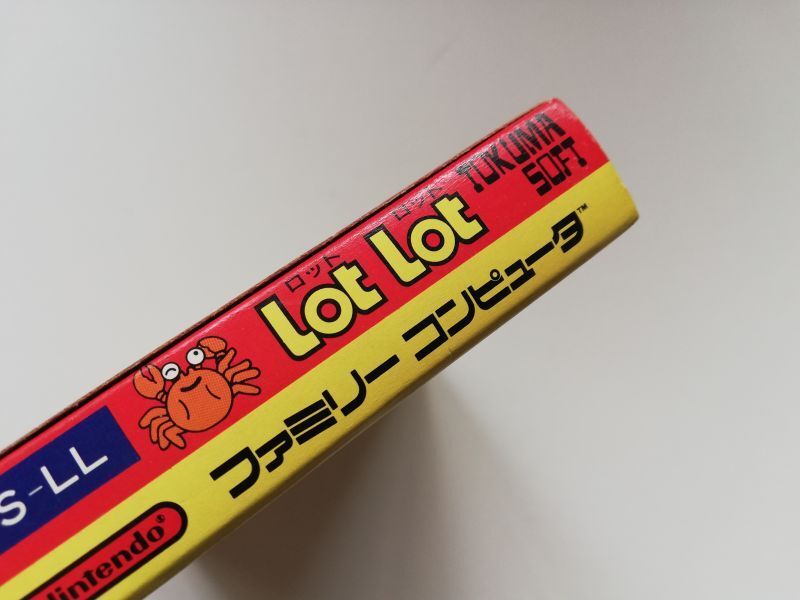 S-LL
ロット ロット
Lot Lot
TOKUMA
SOFT
Nintendo®
ファミリー コンピュータ™